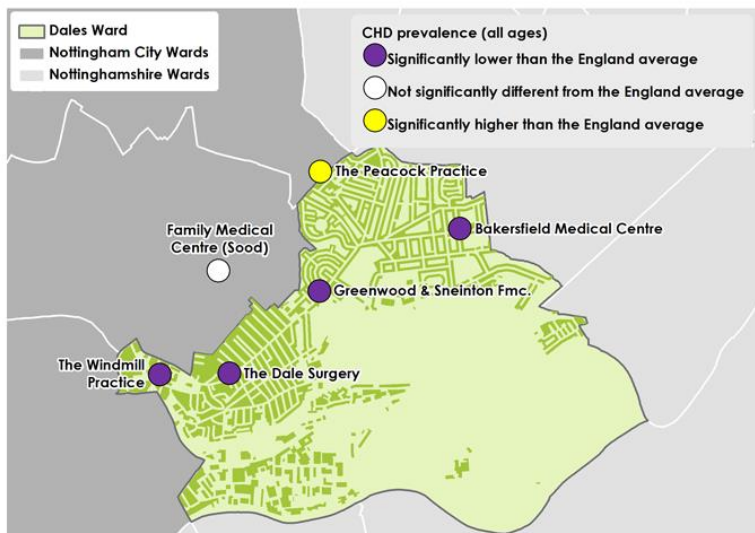 Dales Ward
Nottingham City Wards
Nottinghamshire Wards
CHD prevalence (all ages)
Significantly lower than the England average
Not significantly different from the England average
Significantly higher than the England average
The Peacock Practice
Family Medical
Centre (Sood)
Bakersfield Medical Centre
Greenwood & Sneinton Fmc.
The Windmill
Practice
The Dale Surgery